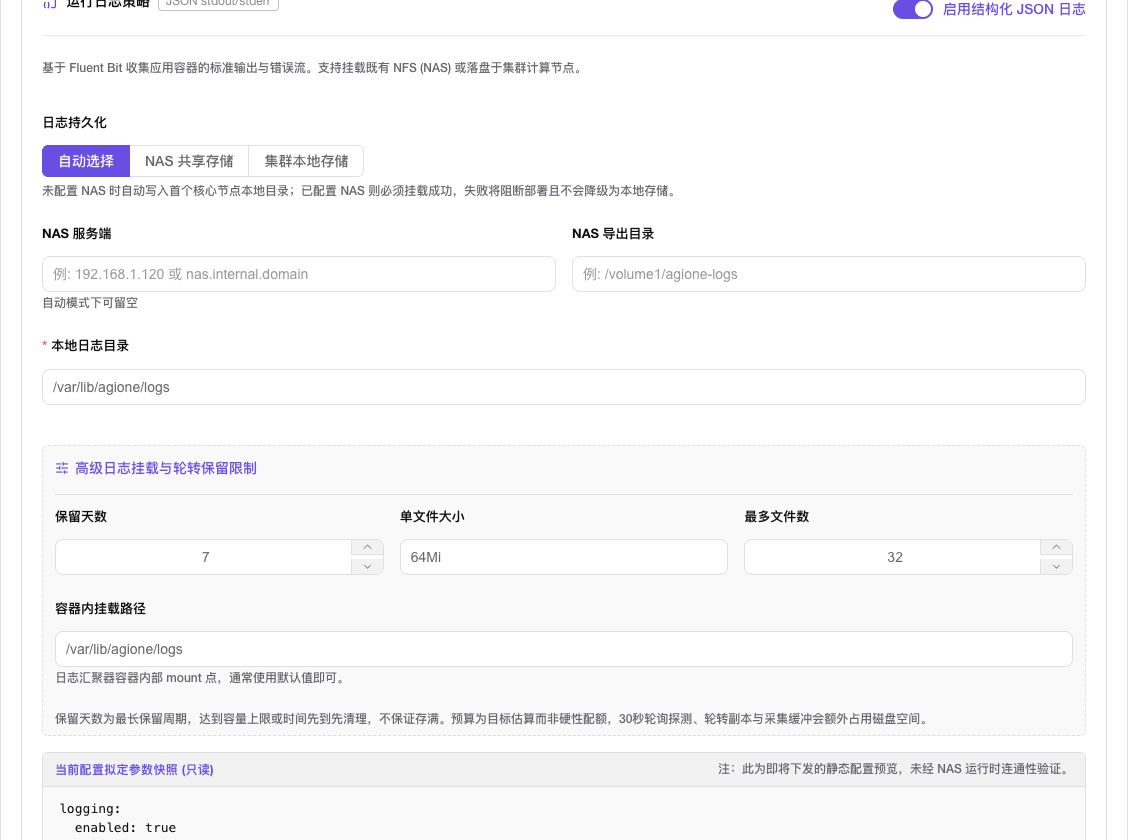 运行日志策略 JSON stdout/stderr 启用结构化 JSON 日志
基于 Fluent Bit 收集应用容器的标准输出与错误流。支持挂载既有 NFS (NAS) 或落盘于集群计算节点。
日志持久化
自动选择 NAS 共享存储 集群本地存储
未配置 NAS 时自动写入首个核心节点本地目录；已配置 NAS 则必须挂载成功，失败将阻断部署且不会降级为本地存储。
NAS 服务端 NAS 导出目录
例: 192.168.1.120 或 nas.internal.domain 例: /volume1/agione-logs
自动模式下可留空
* 本地日志目录
/var/lib/agione/logs
高级日志挂载与轮转保留限制
保留天数 单文件大小 最多文件数
7 64Mi 32
容器内挂载路径
/var/lib/agione/logs
日志汇聚器容器内部 mount 点，通常使用默认值即可。
保留天数为最长保留周期，达到容量上限或时间先到先清理，不保证存满。预算为目标估算而非硬性配额，30秒轮询探测、轮转副本与采集缓冲会额外占用磁盘空间。
当前配置拟定参数快照 (只读) 注：此为即将下发的静态配置预览，未经 NAS 运行时连通性验证。
logging:
enabled: true